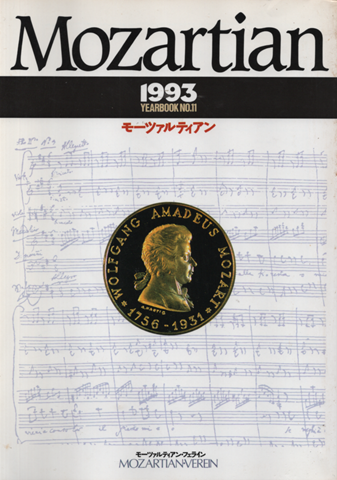 Mozartian
1993
YEARBOOK NO.11
モーツァルティアン
WOLFGANG AMADEUS MOZART
1756-1931
モーツァルティアン・フェライン
MOZARTIAN-VEREIN